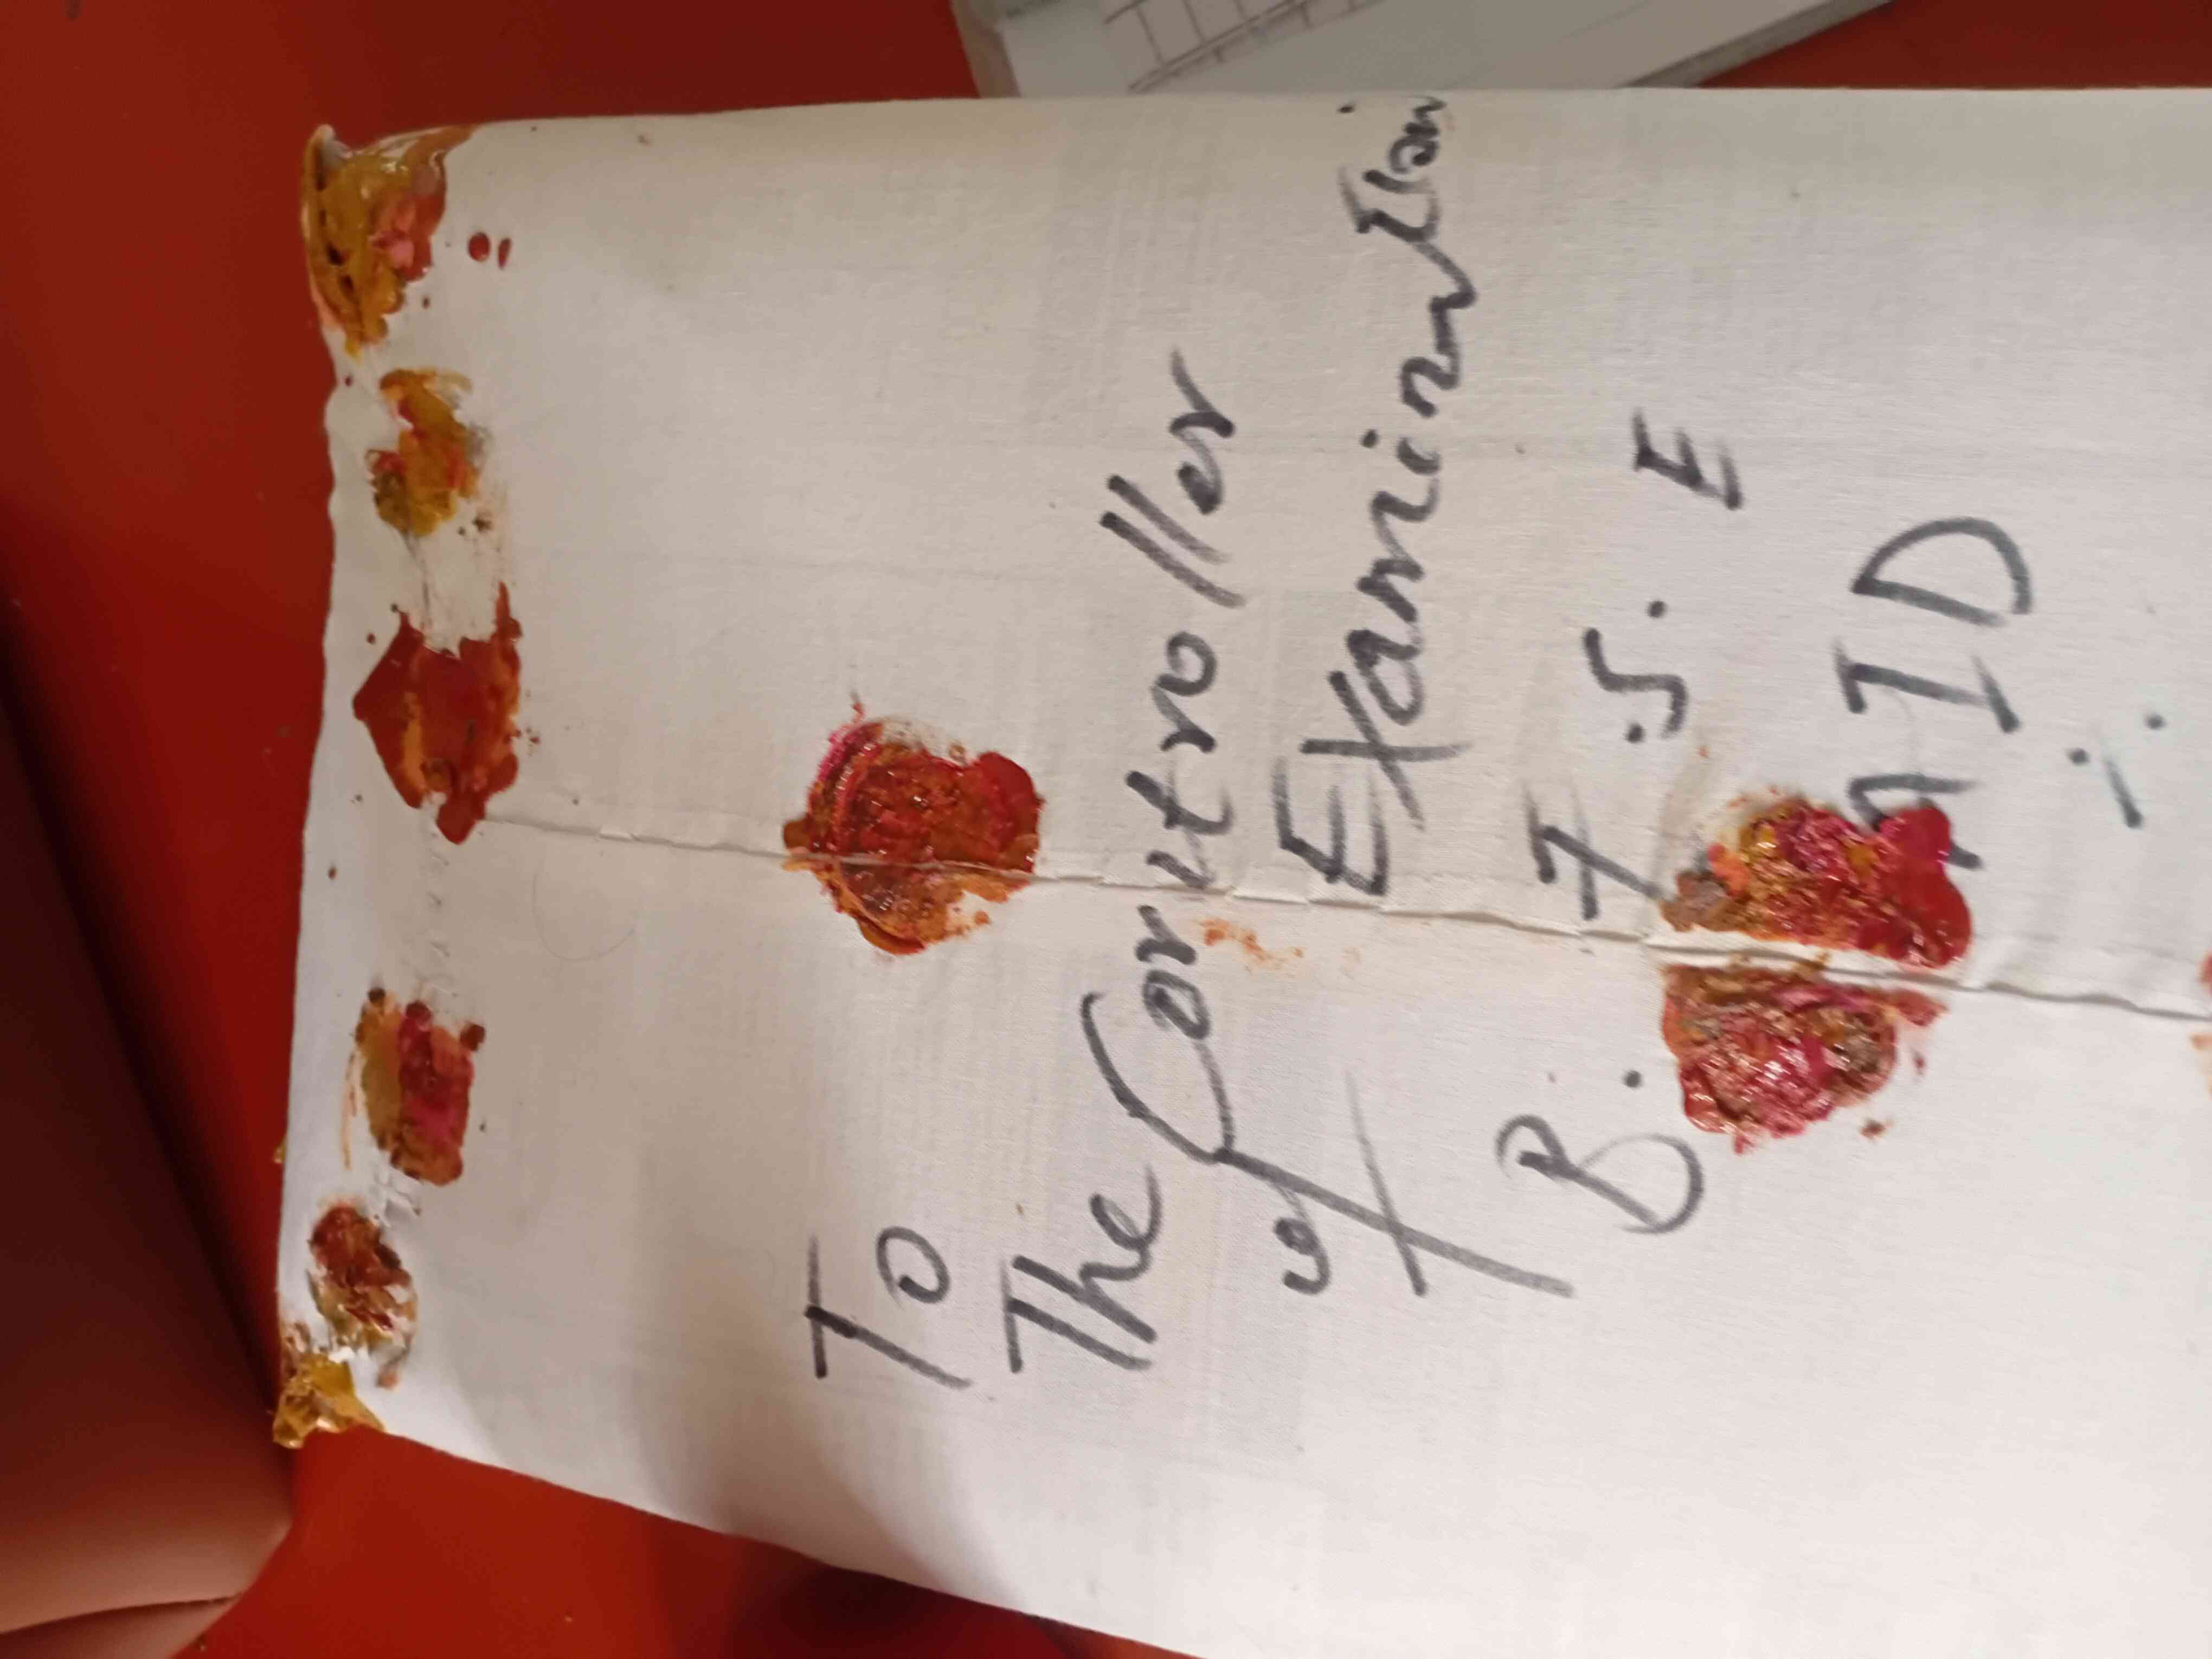 To
The Controller
of Examination
B. T. S. E
AID